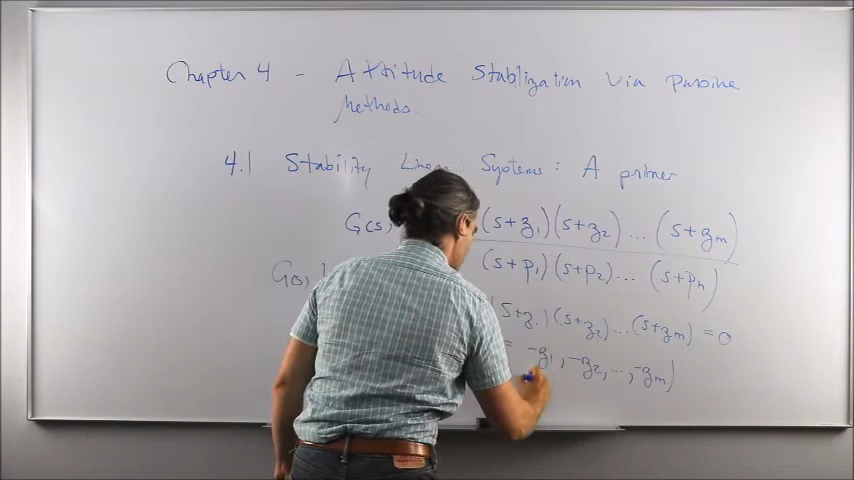 Chapter 4 - Attitude Stabilization Via Passive
Methods.
4.1 Stability Linear Systems : A primer
G(s) (s+z1)(s+z2) ... (s+zm)
(s+p1)(s+p2) ... (s+pn)
G(s)
(s+z1)(s+z2)...(s+zm) = 0
= -z1, -z2, ..., -zm)